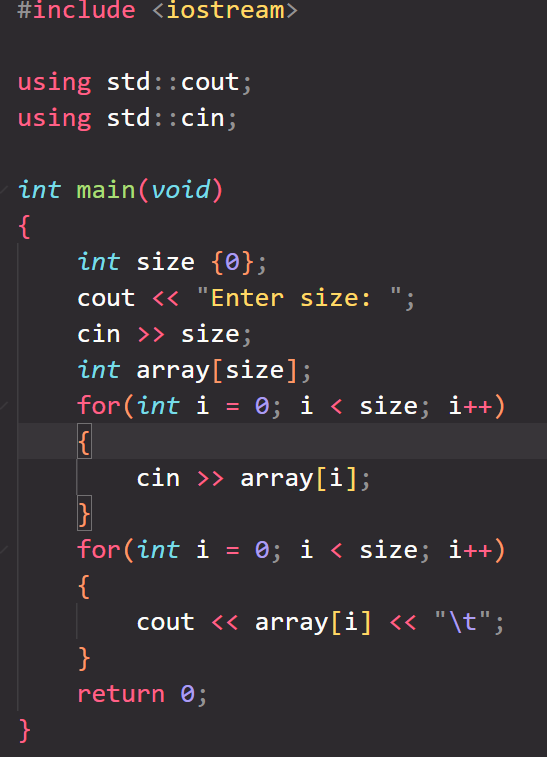 #include <iostream>
using std::cout;
using std::cin;
int main(void)
{
int size {0};
cout << "Enter size: ";
cin >> size;
int array[size];
for(int i = 0; i < size; i++)
{
cin >> array[i];
}
for(int i = 0; i < size; i++)
{
cout << array[i] << "\t";
}
return 0;
}